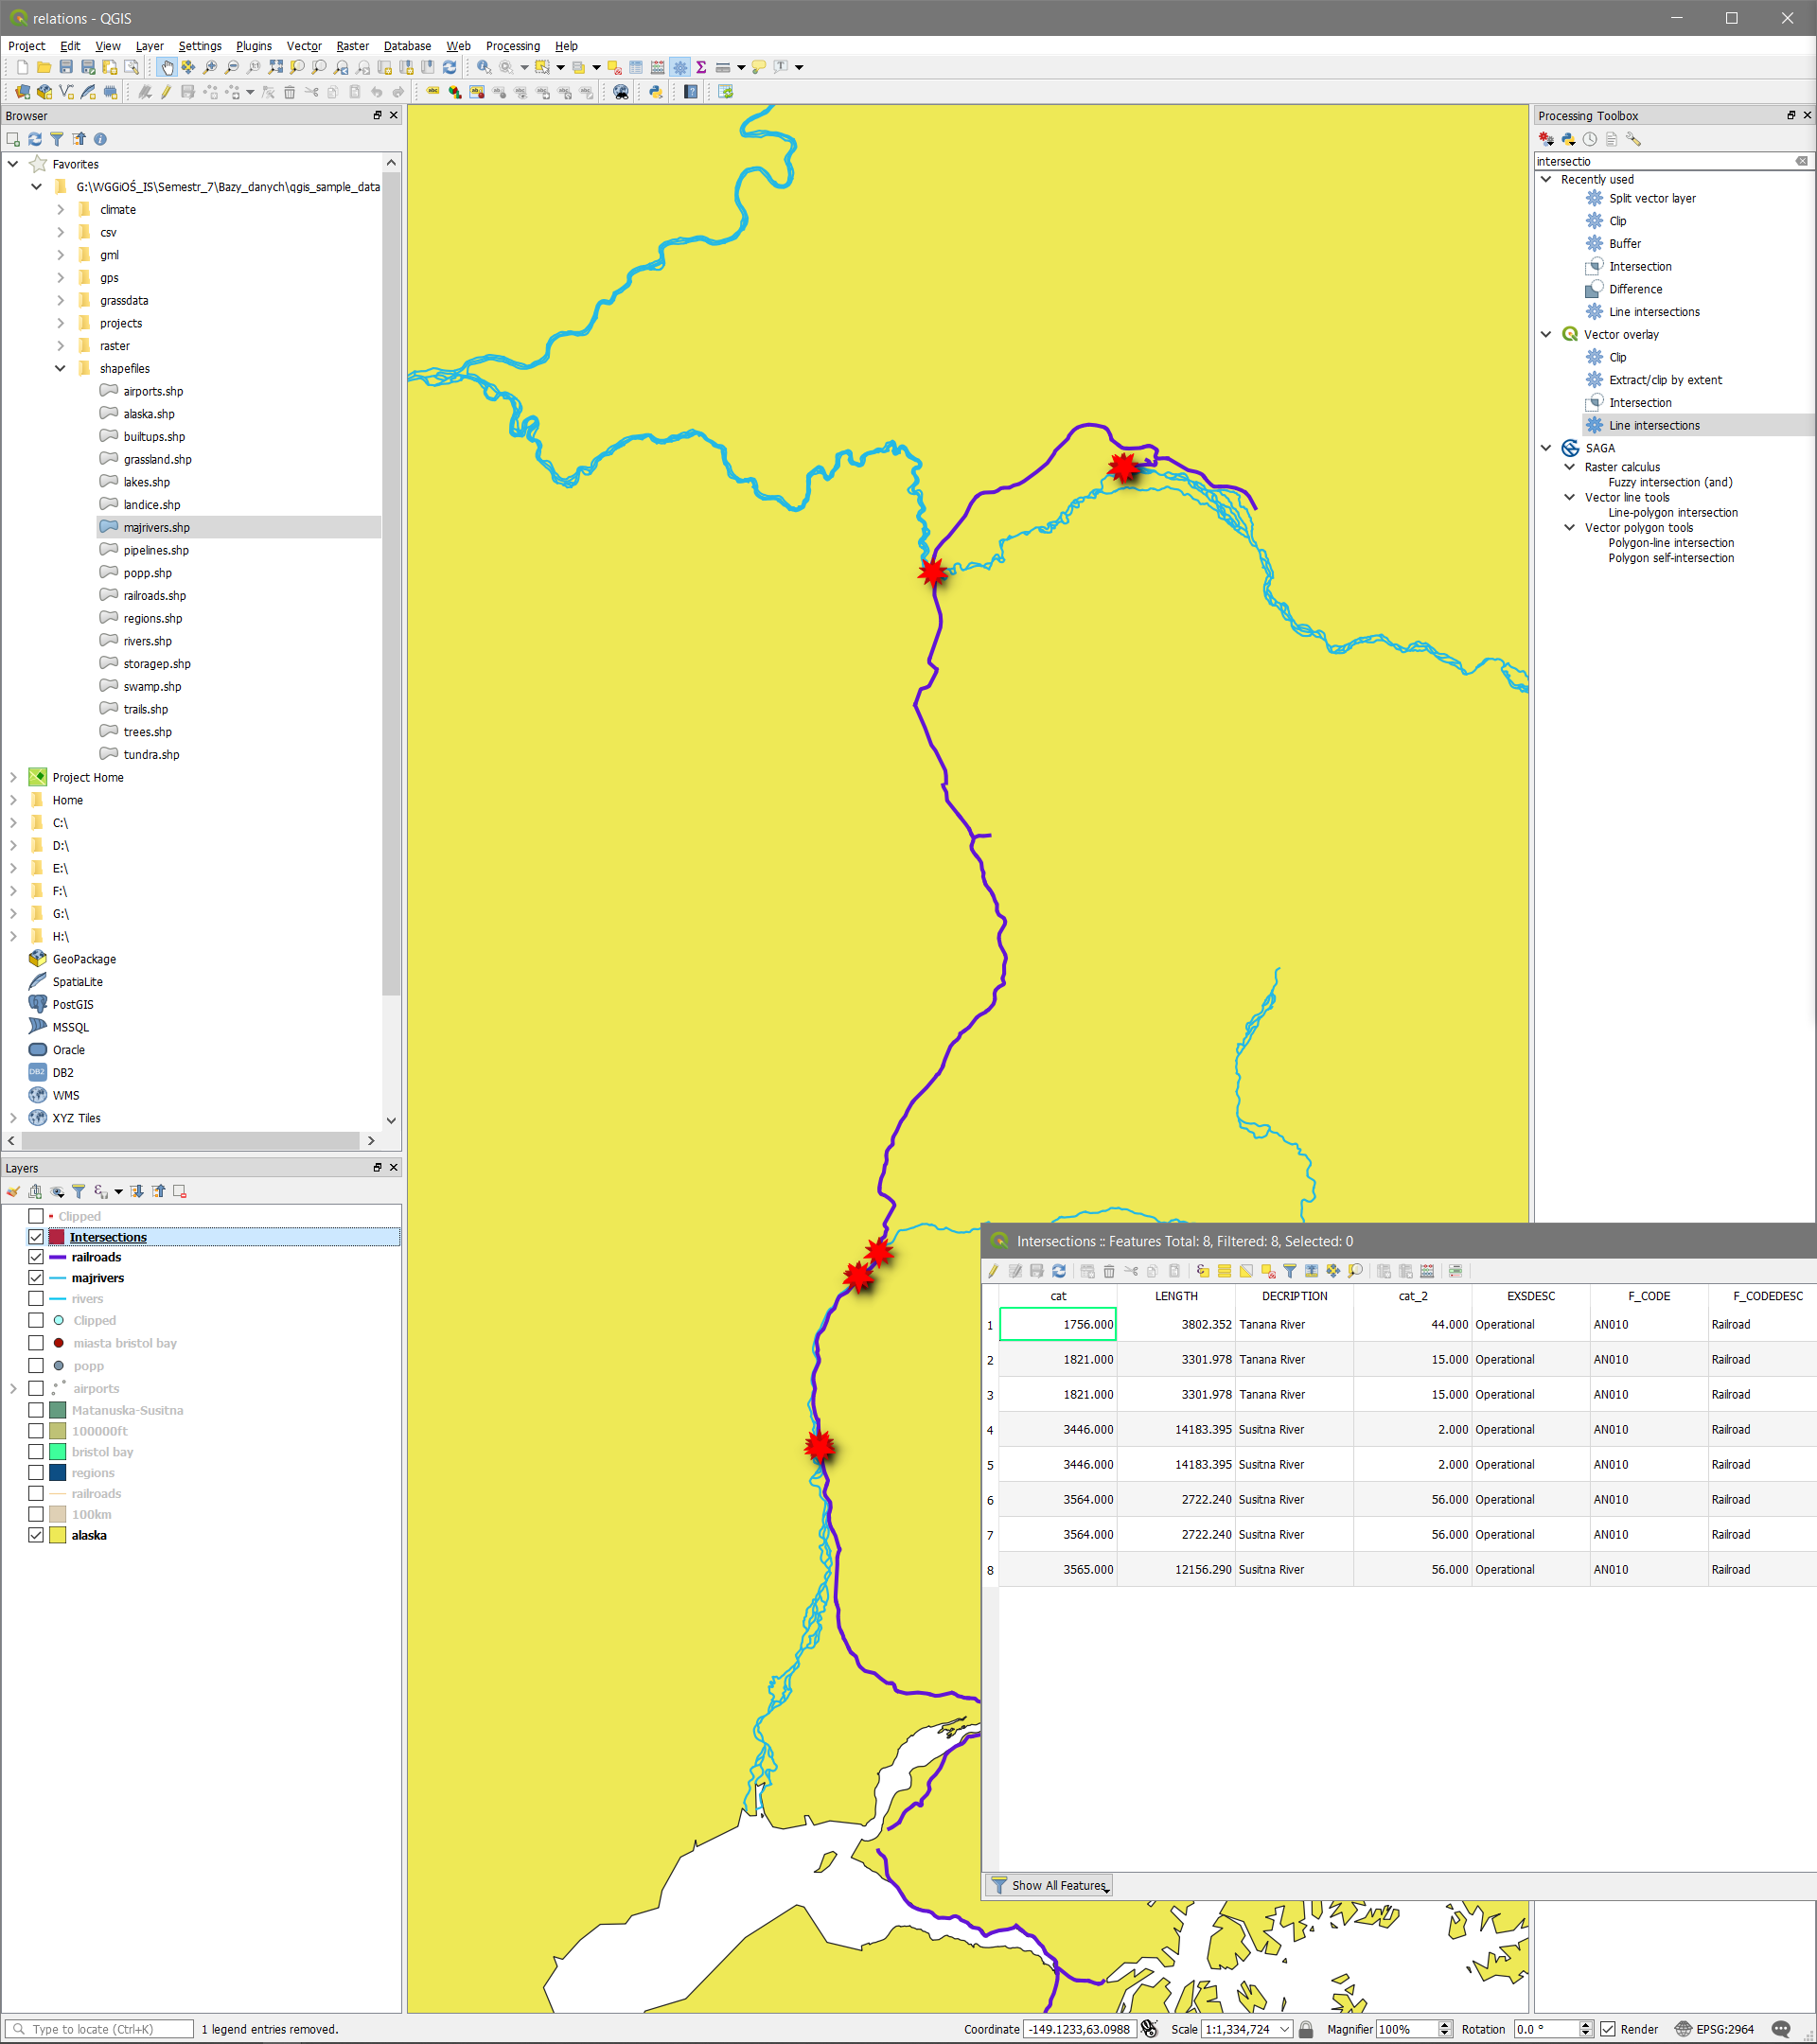 relations - QGIS
Project Edit View Layer Settings Plugins Vector Raster Database Web Processing Help
Browser
Favorites
G:\WGGiOŚ_IS\Semestr_7\Bazy_danych\qgis_sample_data
climate
csv
gml
gps
grassdata
projects
raster
shapefiles
airports.shp
alaska.shp
builtups.shp
grassland.shp
lakes.shp
landice.shp
majrivers.shp
pipelines.shp
popp.shp
railroads.shp
regions.shp
rivers.shp
storagep.shp
swamp.shp
trails.shp
trees.shp
tundra.shp
Project Home
Home
C:\
D:\
E:\
F:\
G:\
H:\
GeoPackage
SpatiaLite
PostGIS
MSSQL
Oracle
DB2
WMS
XYZ Tiles
Layers
Clipped
Intersections
railroads
majrivers
rivers
Clipped
miasta bristol bay
popp
airports
Matanuska-Susitna
100000ft
bristol bay
regions
railroads
100km
alaska
Processing Toolbox
intersectio
Recently used
Split vector layer
Clip
Buffer
Intersection
Difference
Line intersections
Vector overlay
Clip
Extract/clip by extent
Intersection
Line intersections
SAGA
Raster calculus
Fuzzy intersection (and)
Vector line tools
Line-polygon intersection
Vector polygon tools
Polygon-line intersection
Polygon self-intersection
Intersections :: Features Total: 8, Filtered: 8, Selected: 0
cat LENGTH DECRIPTION cat_2 EXSDESC F_CODE F_CODEDESC
1 1756.000 3802.352 Tanana River 44.000 Operational AN010 Railroad
2 1821.000 3301.978 Tanana River 15.000 Operational AN010 Railroad
3 1821.000 3301.978 Tanana River 15.000 Operational AN010 Railroad
4 3446.000 14183.395 Susitna River 2.000 Operational AN010 Railroad
5 3446.000 14183.395 Susitna River 2.000 Operational AN010 Railroad
6 3564.000 2722.240 Susitna River 56.000 Operational AN010 Railroad
7 3564.000 2722.240 Susitna River 56.000 Operational AN010 Railroad
8 3565.000 12156.290 Susitna River 56.000 Operational AN010 Railroad
Show All Features
Type to locate (Ctrl+K) 1 legend entries removed. Coordinate -149.1233,63.0988 Scale 1:1,334,724 Magnifier 100% Rotation 0.0 ° Render EPSG:2964